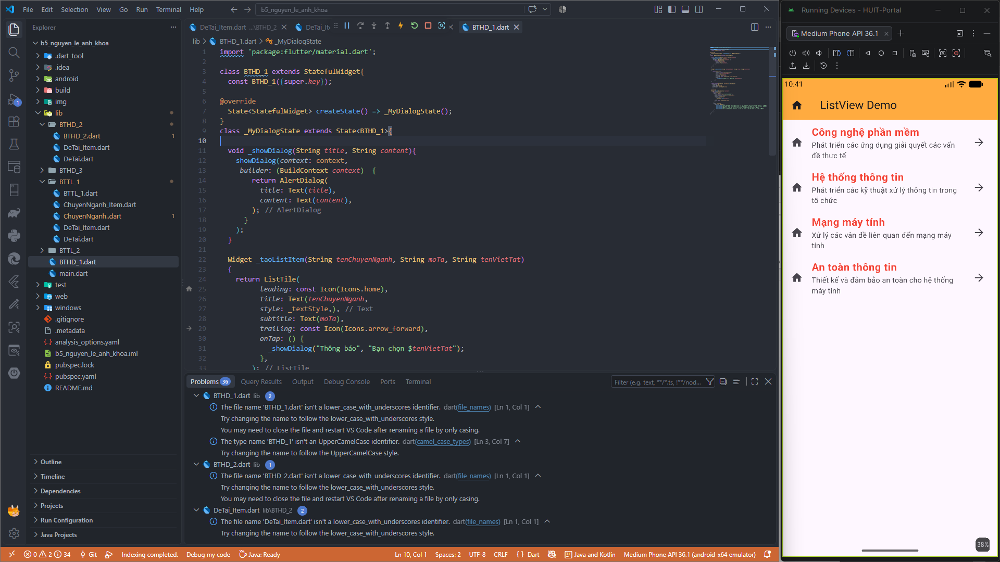 File Edit Selection View Go Run Terminal Help
b5_nguyen_le_anh_khoa
Explorer
b5_nguyen_le_anh_khoa
.dart_tool
.idea
android
build
img
lib
BTHD_2
BTHD_2.dart 1
DeTai_Item.dart
DeTai.dart
BTHD_3
BTTL_1
BTTL_1.dart
ChuyenNganh_Item.dart
ChuyenNganh..dart 1
DeTai_Item.dart
DeTai.dart
BTTL_2
BTHD_1.dart
main.dart
test
web
windows
.gitignore
.metadata
analysis_options.yaml
b5_nguyen_le_anh_khoa.iml
pubspec.lock
pubspec.yaml
README.md
Outline
Timeline
Dependencies
Projects
Run Configuration
Java Projects
1
DeTai_Item.dart ...\BTHD_2
DeTai_It
BTHD_1.dart
lib > BTHD_1.dart > _MyDialogState
1 import 'package:flutter/material.dart';
2
3 class BTHD_1 extends StatefulWidget{
4 const BTHD_1({super.key});
5
6 @override
7 State<StatefulWidget> createState() => _MyDialogState();
8 }
9 class _MyDialogState extends State<BTHD_1>{
10
11 void _showDialog(String title, String content){
12 showDialog(context: context,
13 builder: (BuildContext context) {
14 return AlertDialog(
15 title: Text(title),
16 content: Text(content),
17 ); // AlertDialog
18 }
19 );
20 }
21
22 Widget _taoListItem(String tenChuyenNganh, String moTa, String tenVietTat)
23 {
24 return ListTile(
25 leading: const Icon(Icons.home),
26 title: Text(tenChuyenNganh,
27 style: _textStyle,), // Text
28 subtitle: Text(moTa),
29 trailing: const Icon(Icons.arrow_forward),
30 onTap: () {
31 _showDialog("Thông báo", "Bạn chọn $tenVietTat");
32 },
33 ); // ListTile
Problems 36 Query Results Output Debug Console Ports Terminal
Filter (e.g. text, **/*.ts, !**/nod...
BTHD_1.dart lib 2
The file name 'BTHD_1.dart' isn't a lower_case_with_underscores identifier. dart(file_names) [Ln 1, Col 1]
Try changing the name to follow the lower_case_with_underscores style.
You may need to close the file and restart VS Code after renaming a file by only casing.
The type name 'BTHD_1' isn't an UpperCamelCase identifier. dart(camel_case_types) [Ln 3, Col 7]
Try changing the name to follow the UpperCamelCase style.
BTHD_2.dart lib 1
The file name 'BTHD_2.dart' isn't a lower_case_with_underscores identifier. dart(file_names) [Ln 1, Col 1]
Try changing the name to follow the lower_case_with_underscores style.
You may need to close the file and restart VS Code after renaming a file by only casing.
DeTai_Item.dart lib\BTHD_2 2
The file name 'DeTai_Item.dart' isn't a lower_case_with_underscores identifier. dart(file_names) [Ln 1, Col 1]
Try changing the name to follow the lower_case_with_underscores style.
0 2 34 Git Indexing completed. Debug my code Java: Ready Ln 10, Col 1 Spaces: 2 UTF-8 CRLF { } Dart Java and Kotlin Medium Phone API 36.1 (android-x64 emulator)
Running Devices - HUIT-Portal
Medium Phone API 36.1
10:41
ListView Demo
Công nghệ phần mềm
Phát triển các ứng dụng giải quyết các vấn
đề thực tế
Hệ thống thông tin
Phát triển các kỹ thuật xử lý thông tin trong
tổ chức
Mạng máy tính
Xử lý các vân đề liên quan đến mạng máy
tính
An toàn thông tin
Thiết kế và đảm bảo an toàn cho hệ thống
máy tính
38%